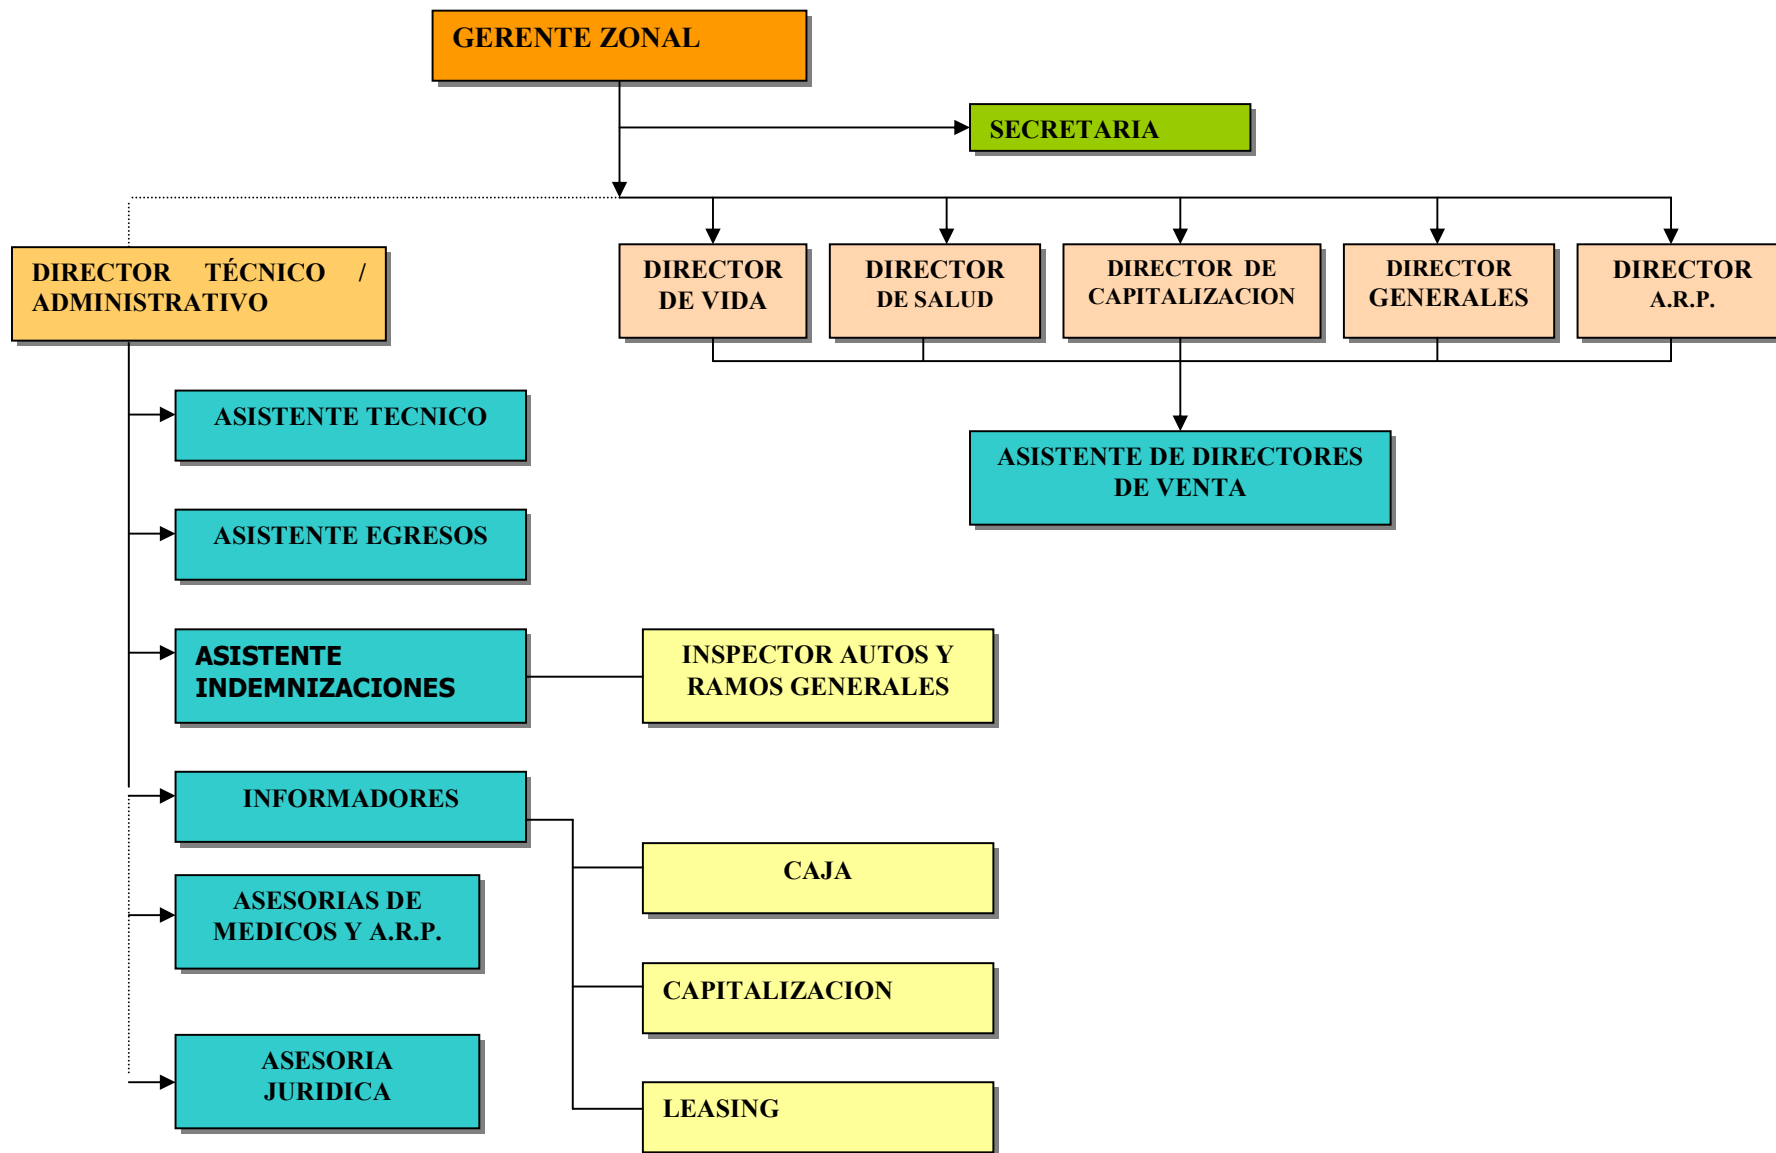 GERENTE ZONAL
SECRETARIA
DIRECTOR TÉCNICO /
ADMINISTRATIVO
DIRECTOR
DE VIDA
DIRECTOR
DE SALUD
DIRECTOR DE
CAPITALIZACION
DIRECTOR
GENERALES
DIRECTOR
A.R.P.
ASISTENTE TECNICO
ASISTENTE DE DIRECTORES
DE VENTA
ASISTENTE EGRESOS
ASISTENTE
INDEMNIZACIONES
INSPECTOR AUTOS Y
RAMOS GENERALES
INFORMADORES
CAJA
ASESORIAS DE
MEDICOS Y A.R.P.
CAPITALIZACION
ASESORIA
JURIDICA
LEASING